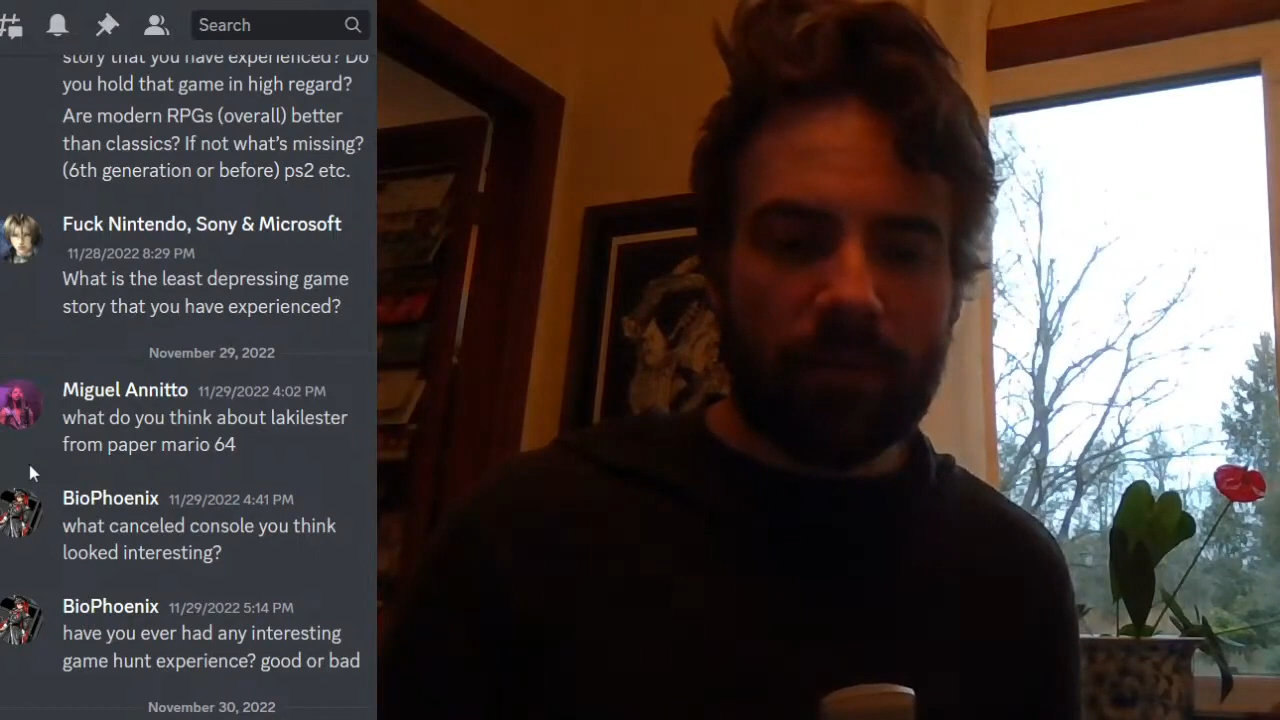 Search
story that you have experienced? Do
you hold that game in high regard?
Are modern RPGs (overall) better
than classics? If not what's missing?
(6th generation or before) ps2 etc.
Fuck Nintendo, Sony & Microsoft
11/28/2022 8:29 PM
What is the least depressing game
story that you have experienced?
November 29, 2022
Miguel Annitto 11/29/2022 4:02 PM
what do you think about lakilester
from paper mario 64
BioPhoenix 11/29/2022 4:41 PM
what canceled console you think
looked interesting?
BioPhoenix 11/29/2022 5:14 PM
have you ever had any interesting
game hunt experience? good or bad
November 30, 2022